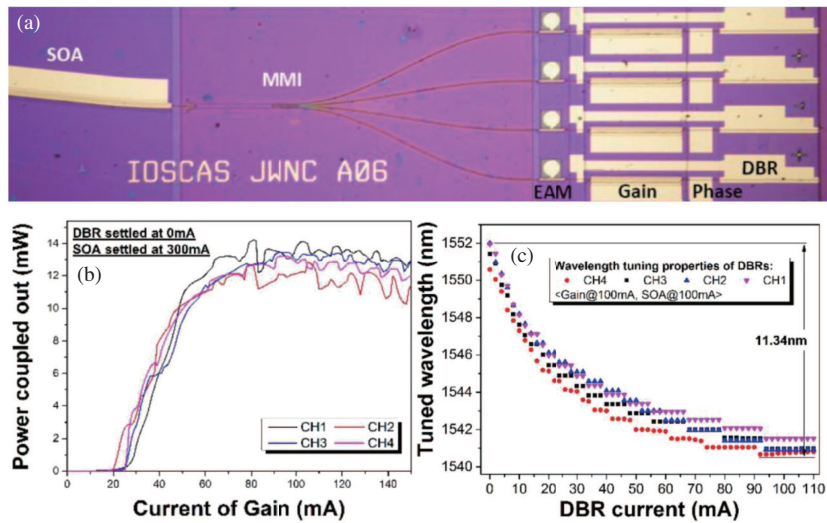 (a)
SOA
MMI
IOSCAS JWNC A06
EAM Gain Phase DBR
(b)
DBR settled at 0mA
SOA settled at 300mA
Power coupled out (mW)
14
12
10
8
6
4
2
0
0 20 40 60 80 100 120 140
Current of Gain (mA)
CH1 CH2
CH3 CH4
(c)
Wavelength tuning properties of DBRs:
CH4 CH3 CH2 CH1
<Gain@100mA, SOA@100mA>
11.34nm
Tuned wavelength (nm)
1552
1550
1548
1546
1544
1542
1540
0 10 20 30 40 50 60 70 80 90 100 110
DBR current (mA)